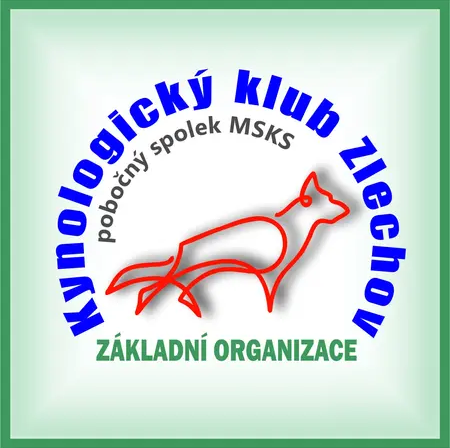 Kynologický klub Zlechov
pobočný spolek MSKS
ZÁKLADNÍ ORGANIZACE